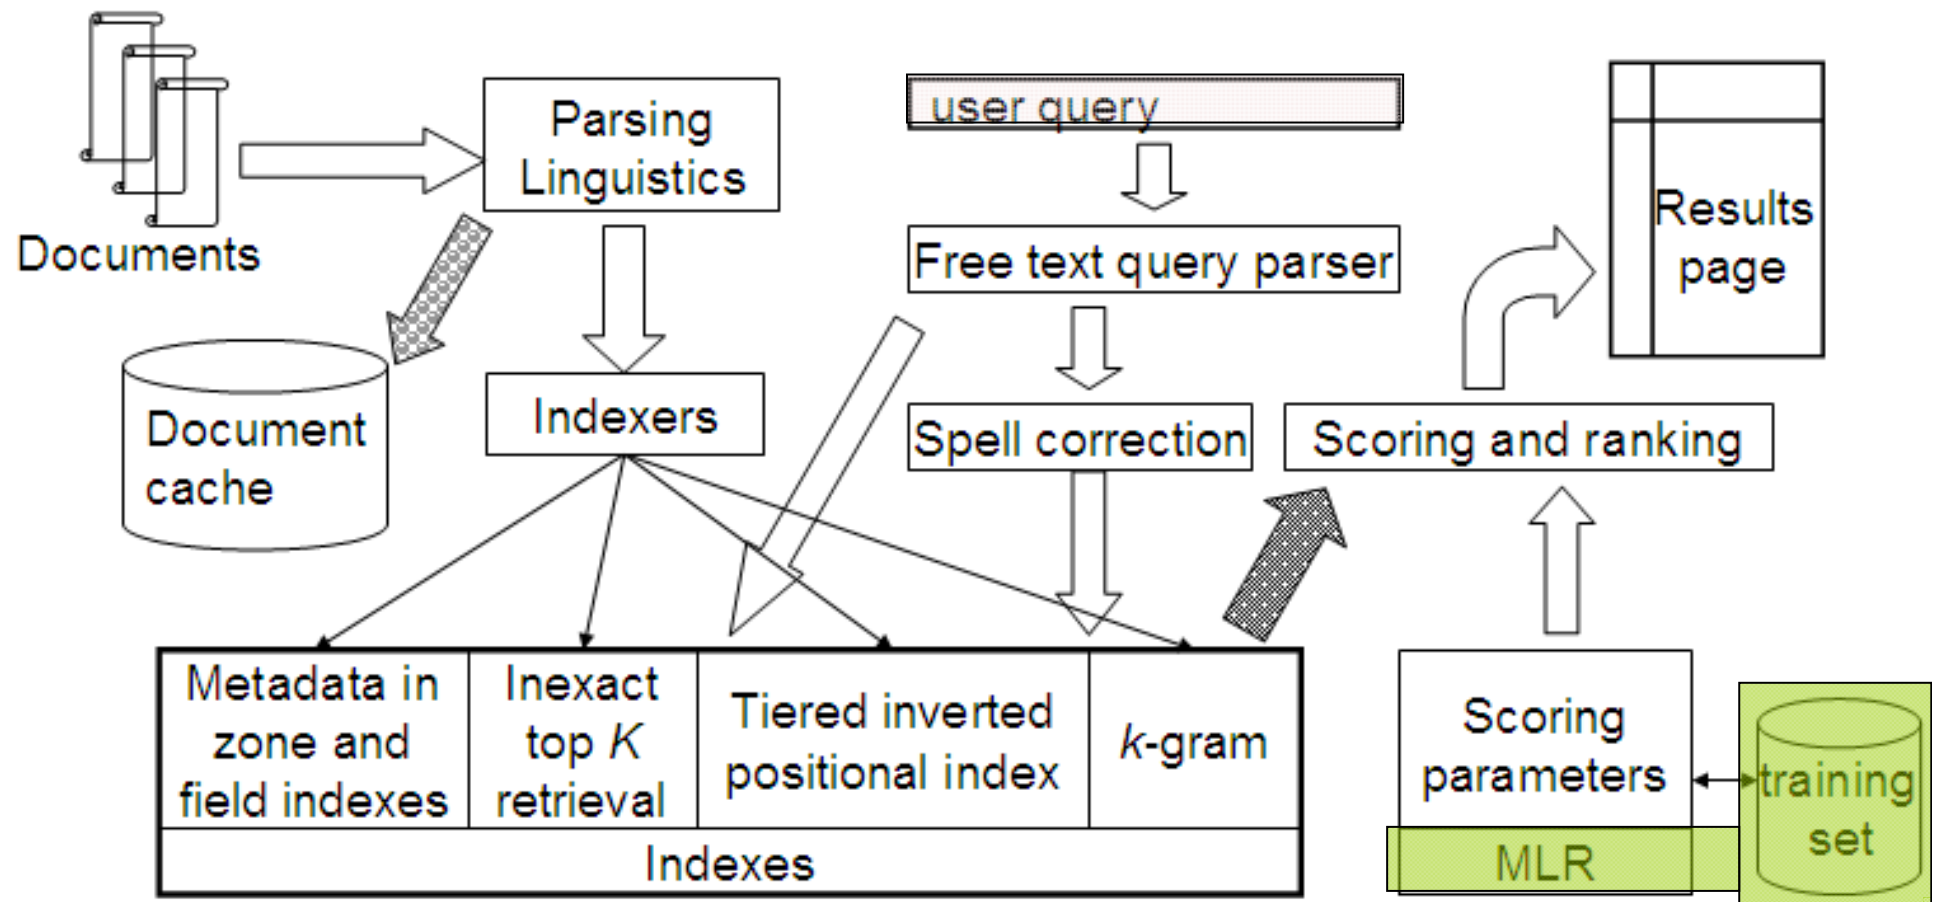 Documents
Parsing
Linguistics
user query
Free text query parser
Results
page
Document
cache
Indexers
Spell correction
Scoring and ranking
Metadata in
zone and
field indexes
Inexact
top K
retrieval
Tiered inverted
positional index
k-gram
Indexes
Scoring
parameters
MLR
training
set